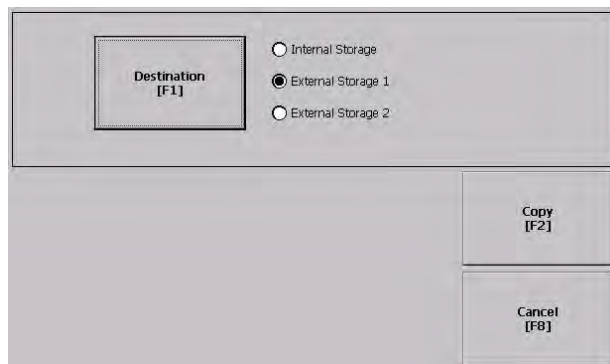 Destination
[F1]
Internal Storage
External Storage 1
External Storage 2
Copy
[F2]
Cancel
[F8]